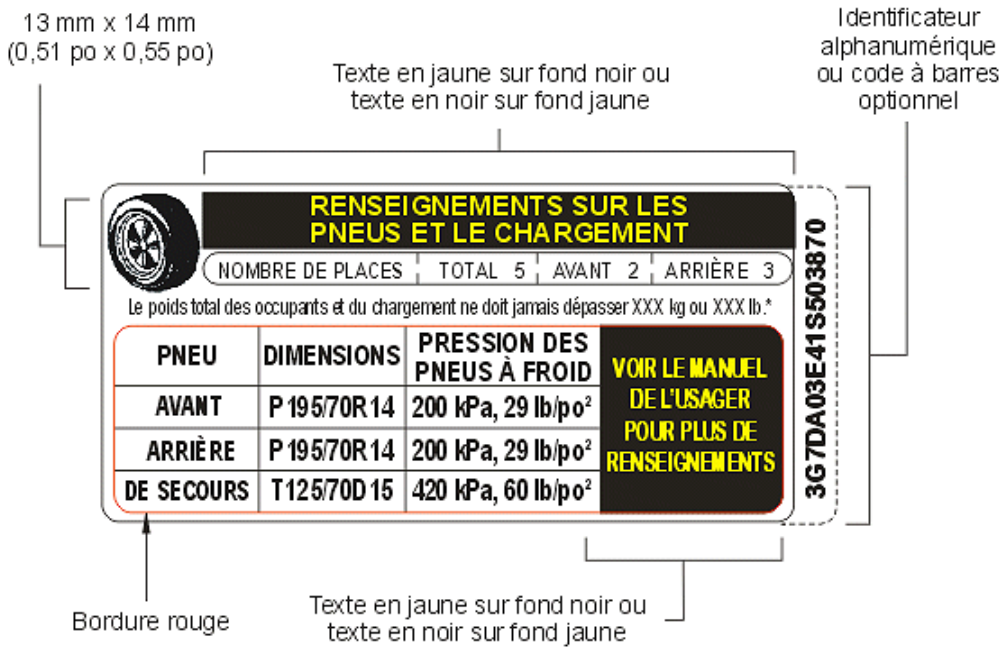 13 mm x 14 mm
(0,51 po x 0,55 po)
Texte en jaune sur fond noir ou
texte en noir sur fond jaune
Identificateur
alphanumérique
ou code à barres
optionnel
RENSEIGNEMENTS SUR LES
PNEUS ET LE CHARGEMENT
NOMBRE DE PLACES TOTAL 5 AVANT 2 ARRIÈRE 3
Le poids total des occupants et du chargement ne doit jamais dépasser XXX kg ou XXX lb.*
PNEU DIMENSIONS PRESSION DES
PNEUS À FROID
AVANT P195/70R14 200 kPa, 29 lb/po²
ARRIÈRE P195/70R14 200 kPa, 29 lb/po²
DE SECOURS T125/70D15 420 kPa, 60 lb/po²
VOIR LE MANUEL
DE L'USAGER
POUR PLUS DE
RENSEIGNEMENTS
3G7DA03E41S503870
Bordure rouge
Texte en jaune sur fond noir ou
texte en noir sur fond jaune